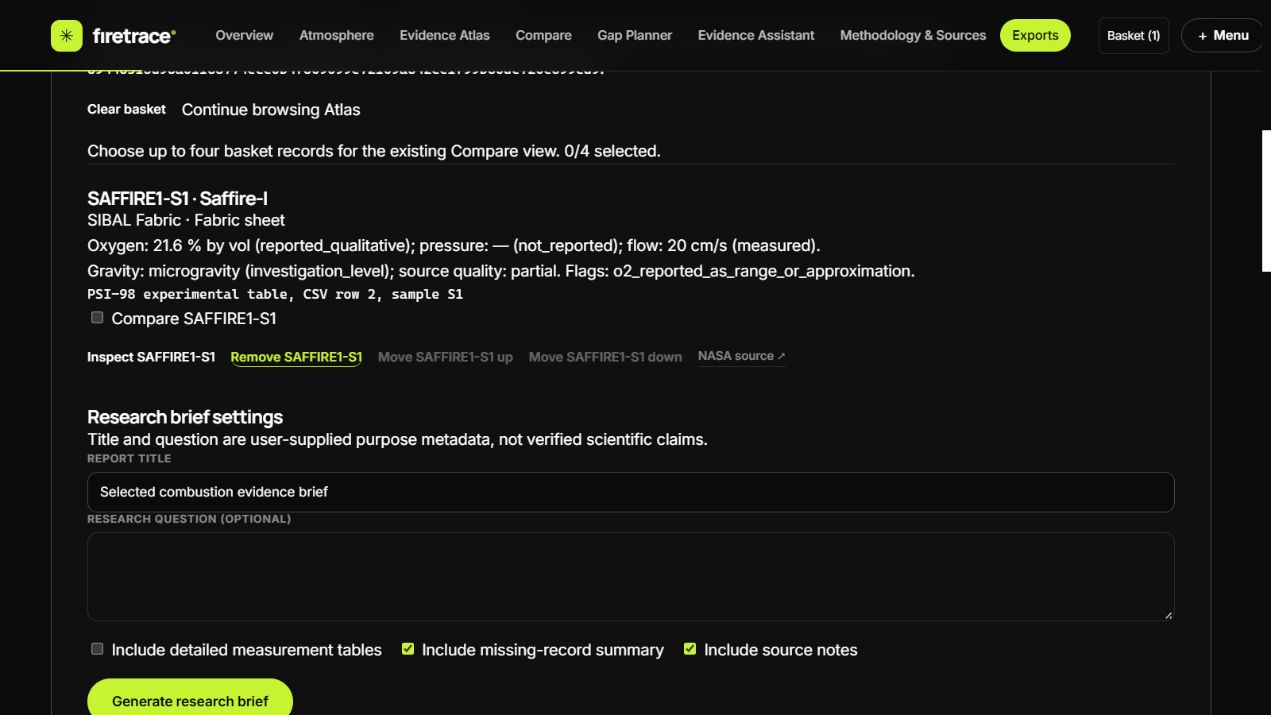 firetrace
Overview
Atmosphere
Evidence Atlas
Compare
Gap Planner
Evidence Assistant
Methodology & Sources
Exports
Basket (1)
+ Menu
Clear basket
Continue browsing Atlas
Choose up to four basket records for the existing Compare view. 0/4 selected.
SAFFIRE1-S1 · Saffire-I
SIBAL Fabric · Fabric sheet
Oxygen: 21.6 % by vol (reported_qualitative); pressure: — (not_reported); flow: 20 cm/s (measured).
Gravity: microgravity (investigation_level); source quality: partial. Flags: o2_reported_as_range_or_approximation.
PSI-98 experimental table, CSV row 2, sample S1
Compare SAFFIRE1-S1
Inspect SAFFIRE1-S1
Remove SAFFIRE1-S1
Move SAFFIRE1-S1 up
Move SAFFIRE1-S1 down
NASA source ↗
Research brief settings
Title and question are user-supplied purpose metadata, not verified scientific claims.
REPORT TITLE
Selected combustion evidence brief
RESEARCH QUESTION (OPTIONAL)
Include detailed measurement tables
Include missing-record summary
Include source notes
Generate research brief